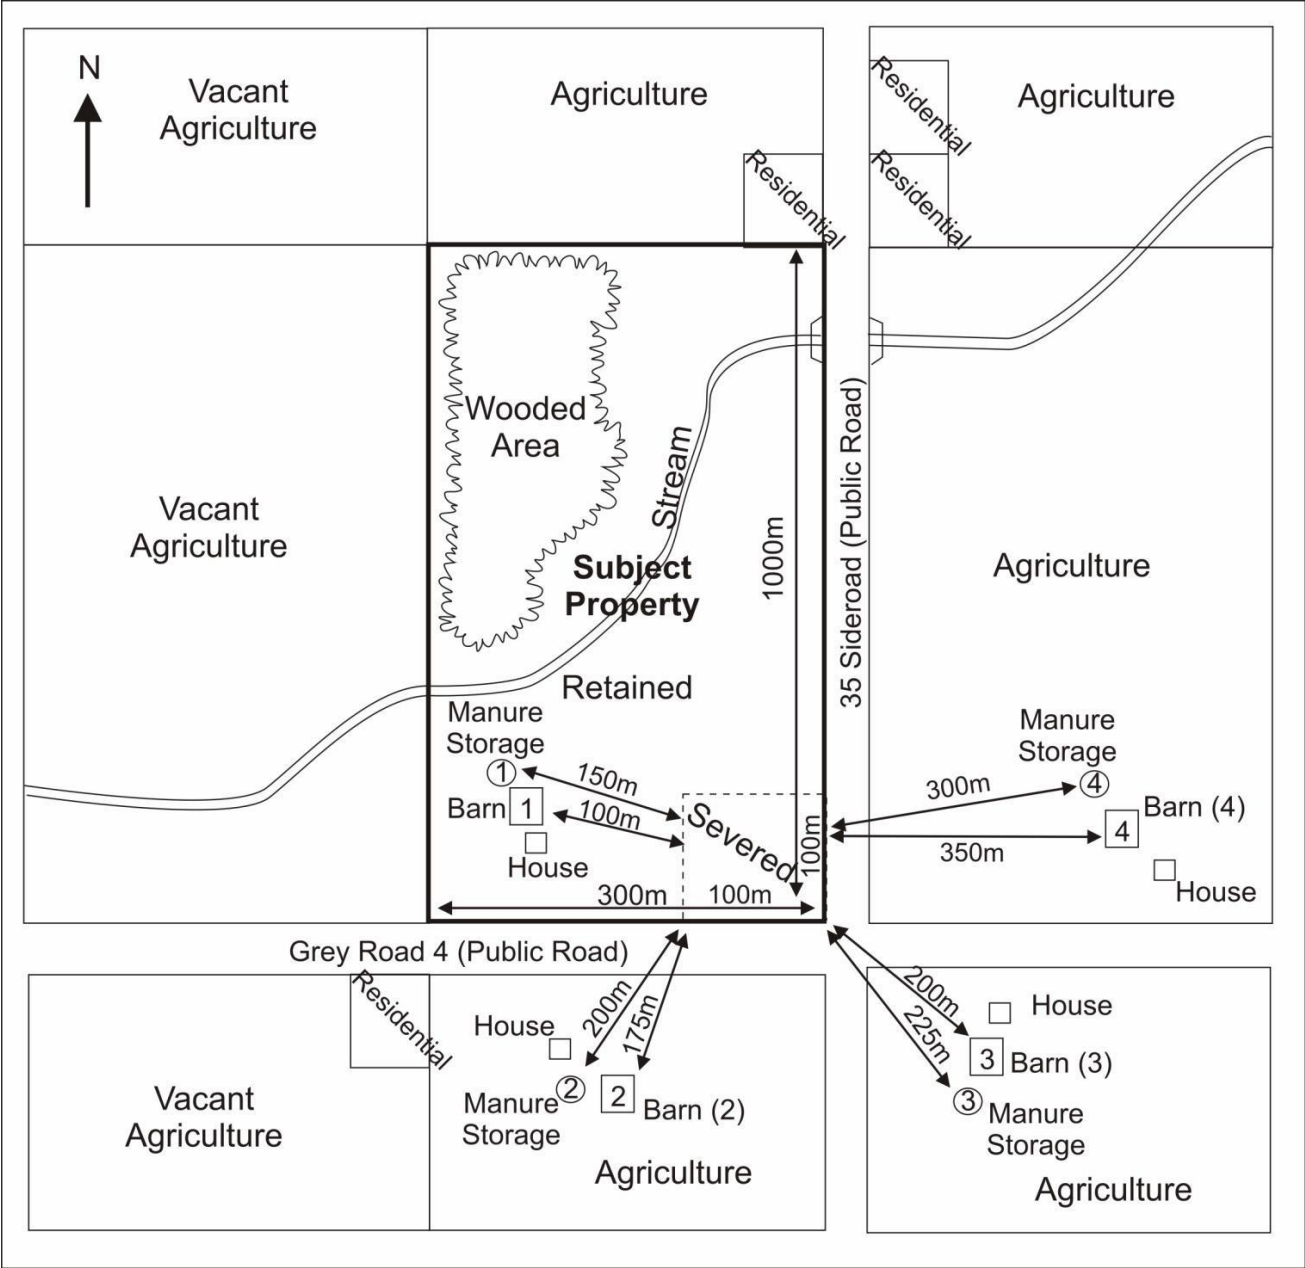 N
Vacant
Agriculture
Agriculture
Residential
Residential
Residential
Agriculture
Wooded
Area
Stream
Subject
Property
1000m
35 Sideroad (Public Road)
Vacant
Agriculture
Agriculture
Retained
Manure
Storage
1
150m
Barn
1
100m
House
Severed
100m
300m
100m
Manure
Storage
300m
4
Barn (4)
4
350m
House
Grey Road 4 (Public Road)
Residential
House
200m
175m
2
Manure
Storage
2
Barn (2)
Agriculture
Vacant
Agriculture
200m
225m
House
3
Barn (3)
3
Manure
Storage
Agriculture